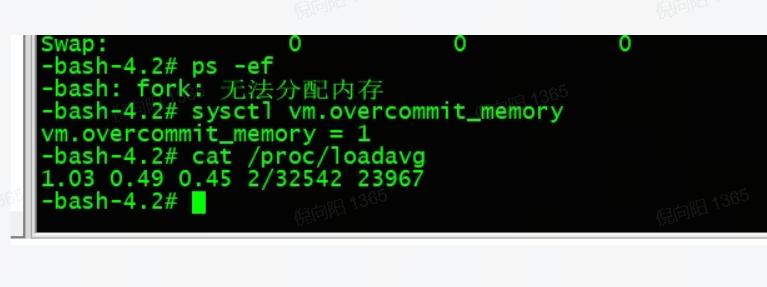 倪向阳 1365
倪向阳 1365
Swap: 0 0 0
-bash-4.2# ps -ef
-bash: fork: 无法分配内存
-bash-4.2# sysctl vm.overcommit_memory
vm.overcommit_memory = 1
-bash-4.2# cat /proc/loadavg
1.03 0.49 0.45 2/32542 23967
-bash-4.2#
倪向阳 1365
倪向阳 1365
倪向阳 1365